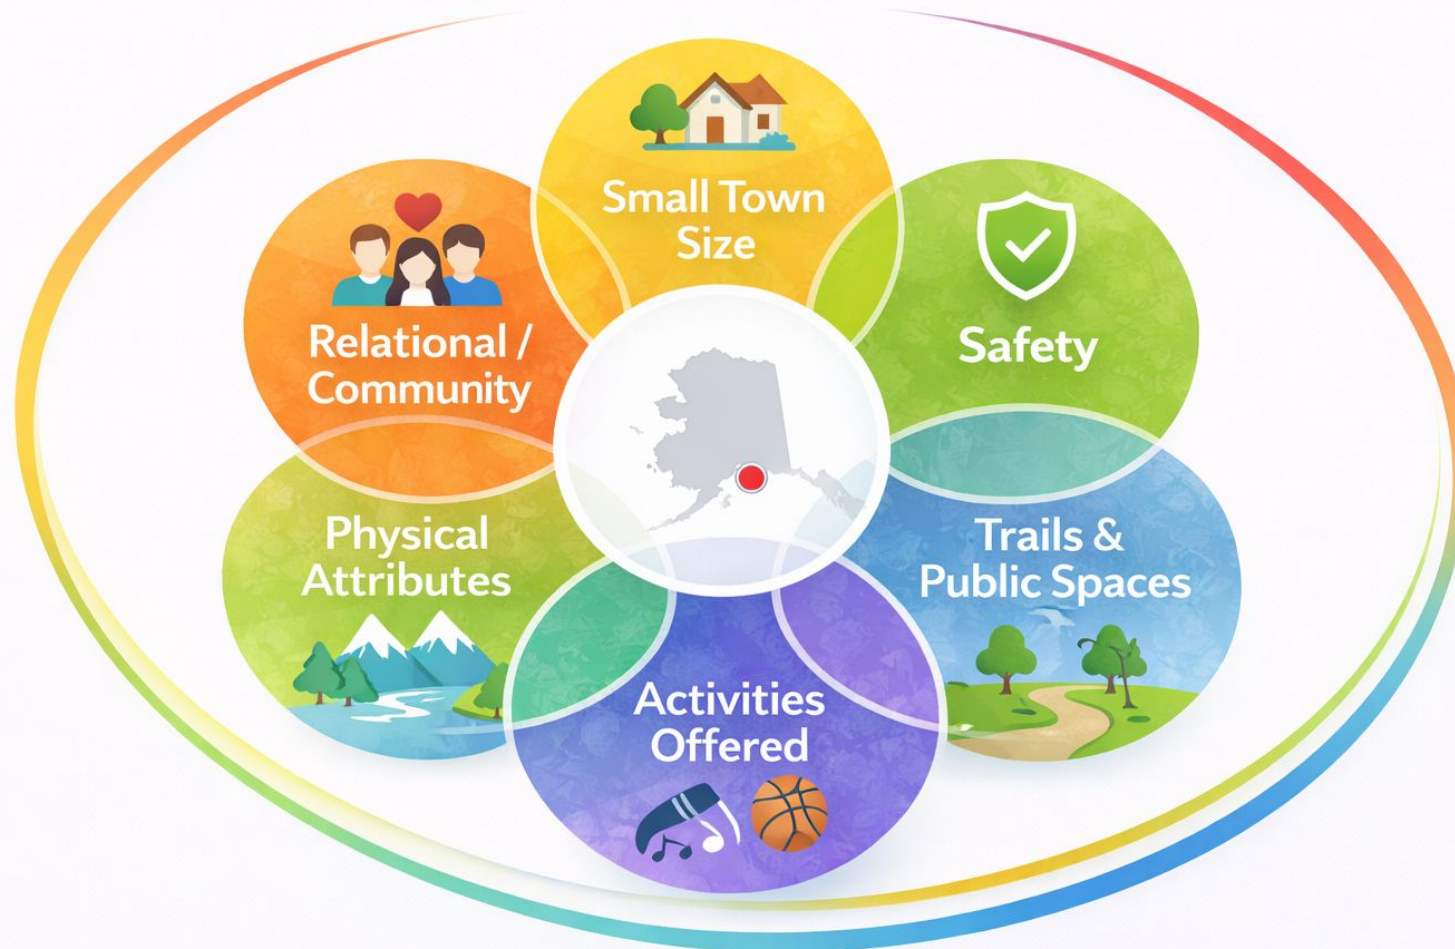 Small Town
Size
Relational /
Community
Safety
Physical
Attributes
Trails &
Public Spaces
Activities
Offered